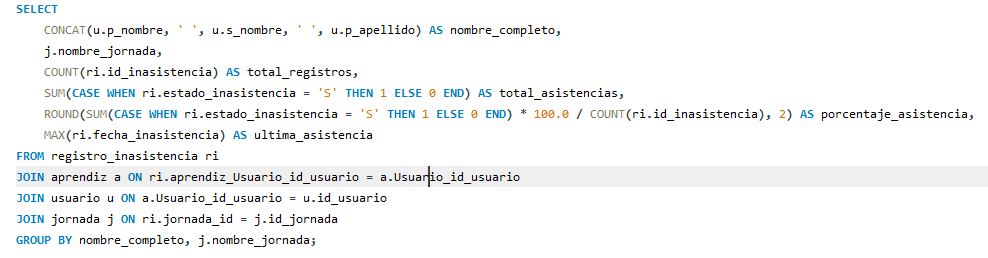 SELECT
CONCAT(u.p_nombre, ' ', u.s_nombre, ' ', u.p_apellido) AS nombre_completo,
j.nombre_jornada,
COUNT(ri.id_inasistencia) AS total_registros,
SUM(CASE WHEN ri.estado_inasistencia = 'S' THEN 1 ELSE 0 END) AS total_asistencias,
ROUND(SUM(CASE WHEN ri.estado_inasistencia = 'S' THEN 1 ELSE 0 END) * 100.0 / COUNT(ri.id_inasistencia), 2) AS porcentaje_asistencia,
MAX(ri.fecha_inasistencia) AS ultima_asistencia
FROM registro_inasistencia ri
JOIN aprendiz a ON ri.aprendiz_Usuario_id_usuario = a.Usuario_id_usuario
JOIN usuario u ON a.Usuario_id_usuario = u.id_usuario
JOIN jornada j ON ri.jornada_id = j.id_jornada
GROUP BY nombre_completo, j.nombre_jornada;